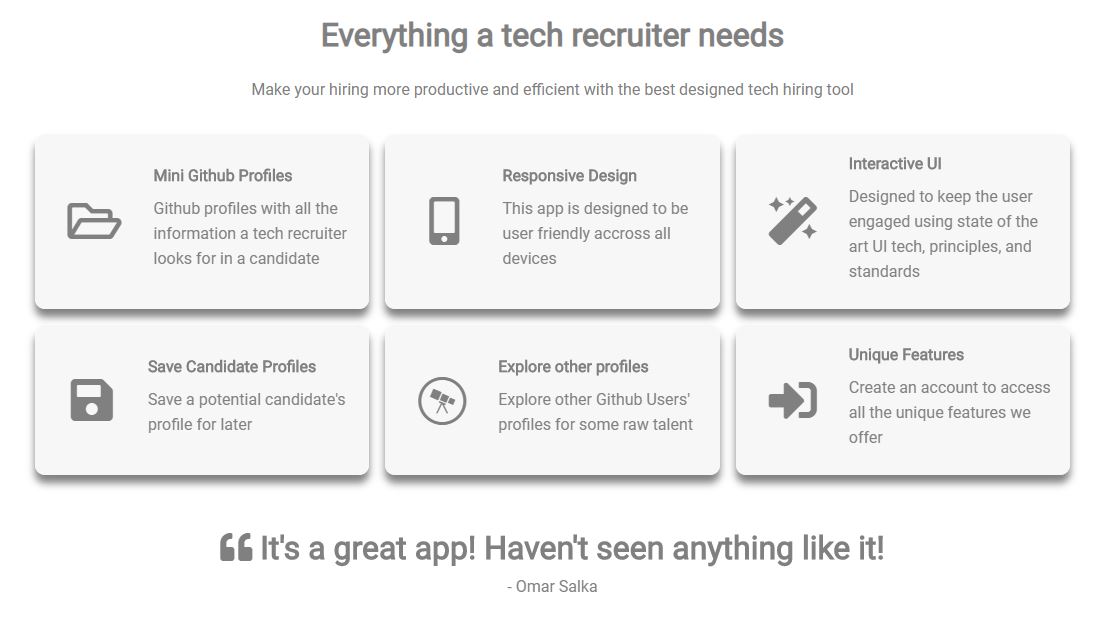 Everything a tech recruiter needs
Make your hiring more productive and efficient with the best designed tech hiring tool
Mini Github Profiles
Github profiles with all the
information a tech recruiter
looks for in a candidate
Responsive Design
This app is designed to be
user friendly accross all
devices
Interactive UI
Designed to keep the user
engaged using state of the
art UI tech, principles, and
standards
Save Candidate Profiles
Save a potential candidate's
profile for later
Explore other profiles
Explore other Github Users'
profiles for some raw talent
Unique Features
Create an account to access
all the unique features we
offer
❝ It's a great app! Haven't seen anything like it!
- Omar Salka